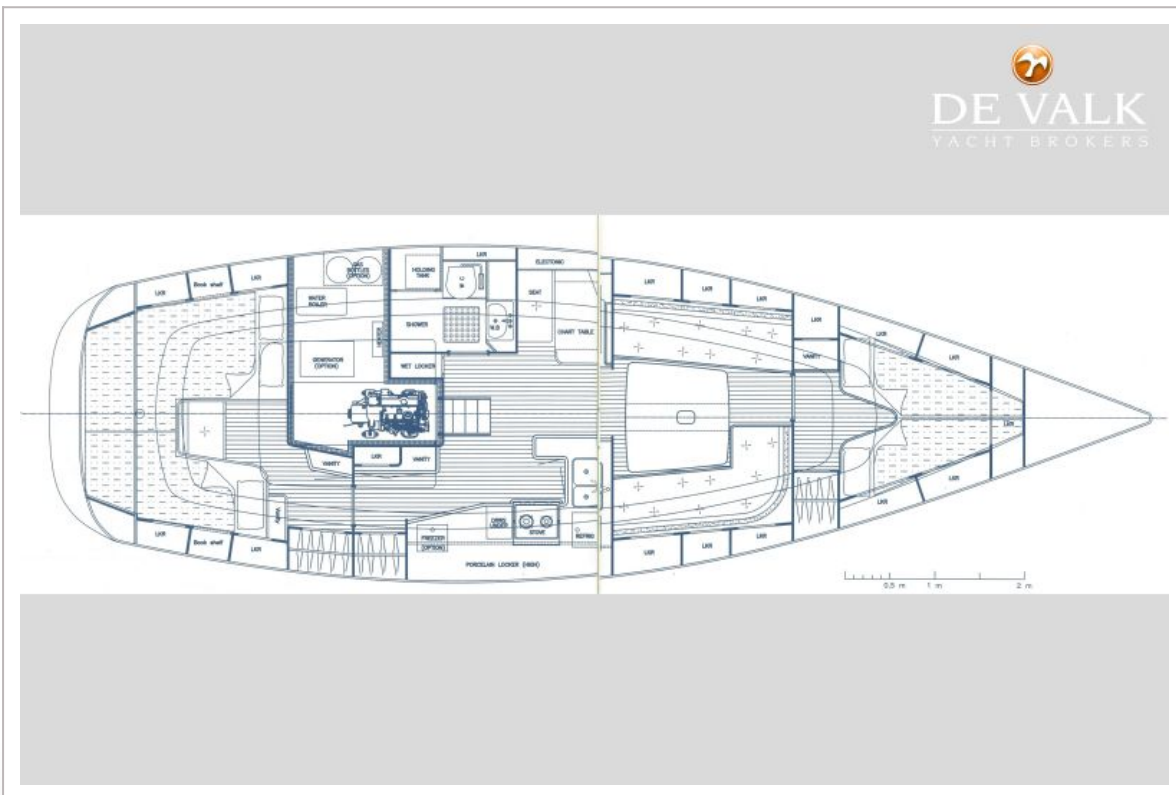 DE VALK
YACHT BROKERS
LKR
Book shelf
LKR
GAS BOTTLES (OPTION)
HOLDING TANK
LKR
ELECTONIC
WATER BOILER
W.C
SEAT
LKR
LKR
LKR
SHOWER
W.B
CHART TABLE
LKR
LKR
GENERATOR (OPTION)
WET LOCKER
VANITY
LKR
LKR
VANITY
LKR
VANITY
Vanity
LKR
Book shelf
LKR
FREEZER
(OPTION)
STOVE
REFRIG
PORCELAIN LOCKER (HIGH)
LKR
LKR
LKR
LKR
LKR
0,5 m
1 m
2 m